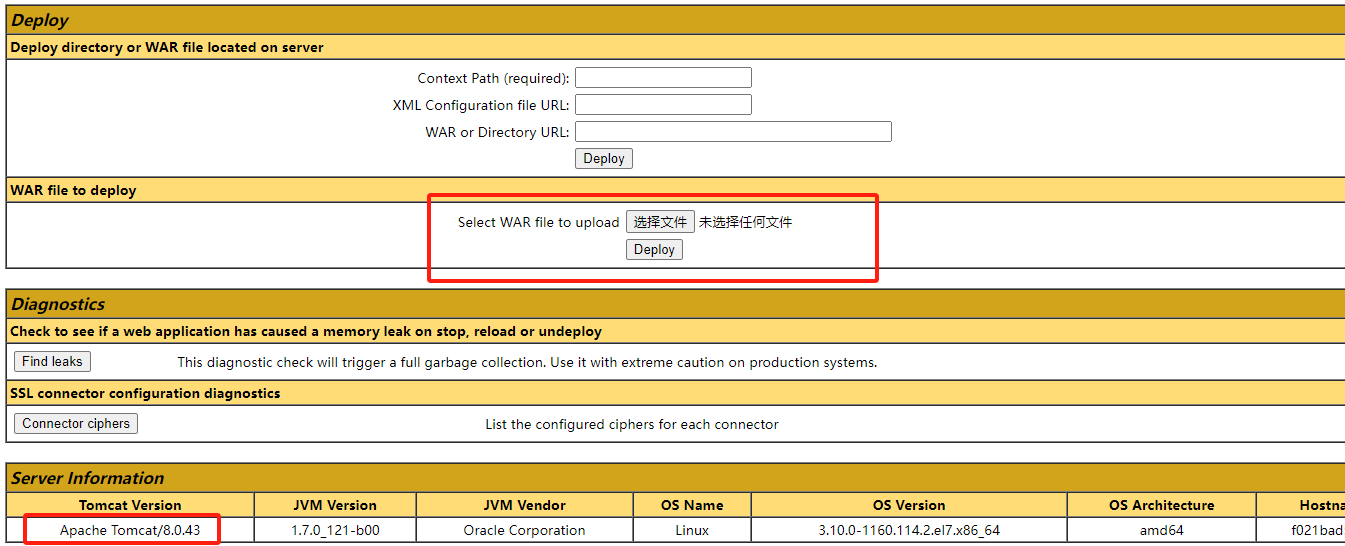 Deploy
Deploy directory or WAR file located on server
Context Path (required):
XML Configuration file URL:
WAR or Directory URL:
Deploy
WAR file to deploy
Select WAR file to upload 选择文件 未选择任何文件
Deploy
Diagnostics
Check to see if a web application has caused a memory leak on stop, reload or undeploy
Find leaks This diagnostic check will trigger a full garbage collection. Use it with extreme caution on production systems.
SSL connector configuration diagnostics
Connector ciphers List the configured ciphers for each connector
Server Information
Tomcat Version JVM Version JVM Vendor OS Name OS Version OS Architecture Hostna
Apache Tomcat/8.0.43 1.7.0_121-b00 Oracle Corporation Linux 3.10.0-1160.114.2.el7.x86_64 amd64 f021bad